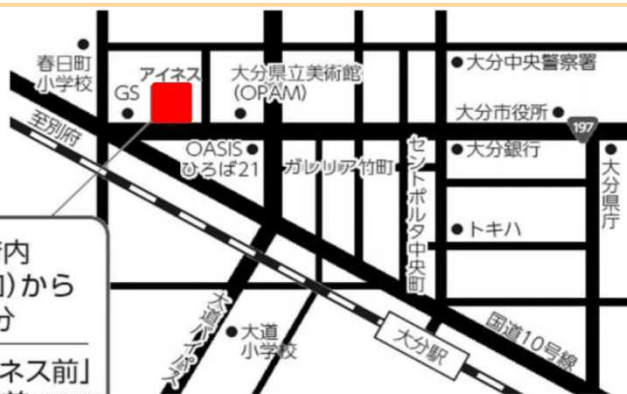 春日町
小学校
アイネス
GS
大分県立美術館
(OPAM)
大分中央警察署
大分市役所
197
至別府
OASIS
ひろば21
ガレリア竹町
セントポルタ中央町
大分銀行
大分県庁
トキハ
内
から
分
ネス前」
大道バイパス
大道
小学校
大分駅
国道10号線